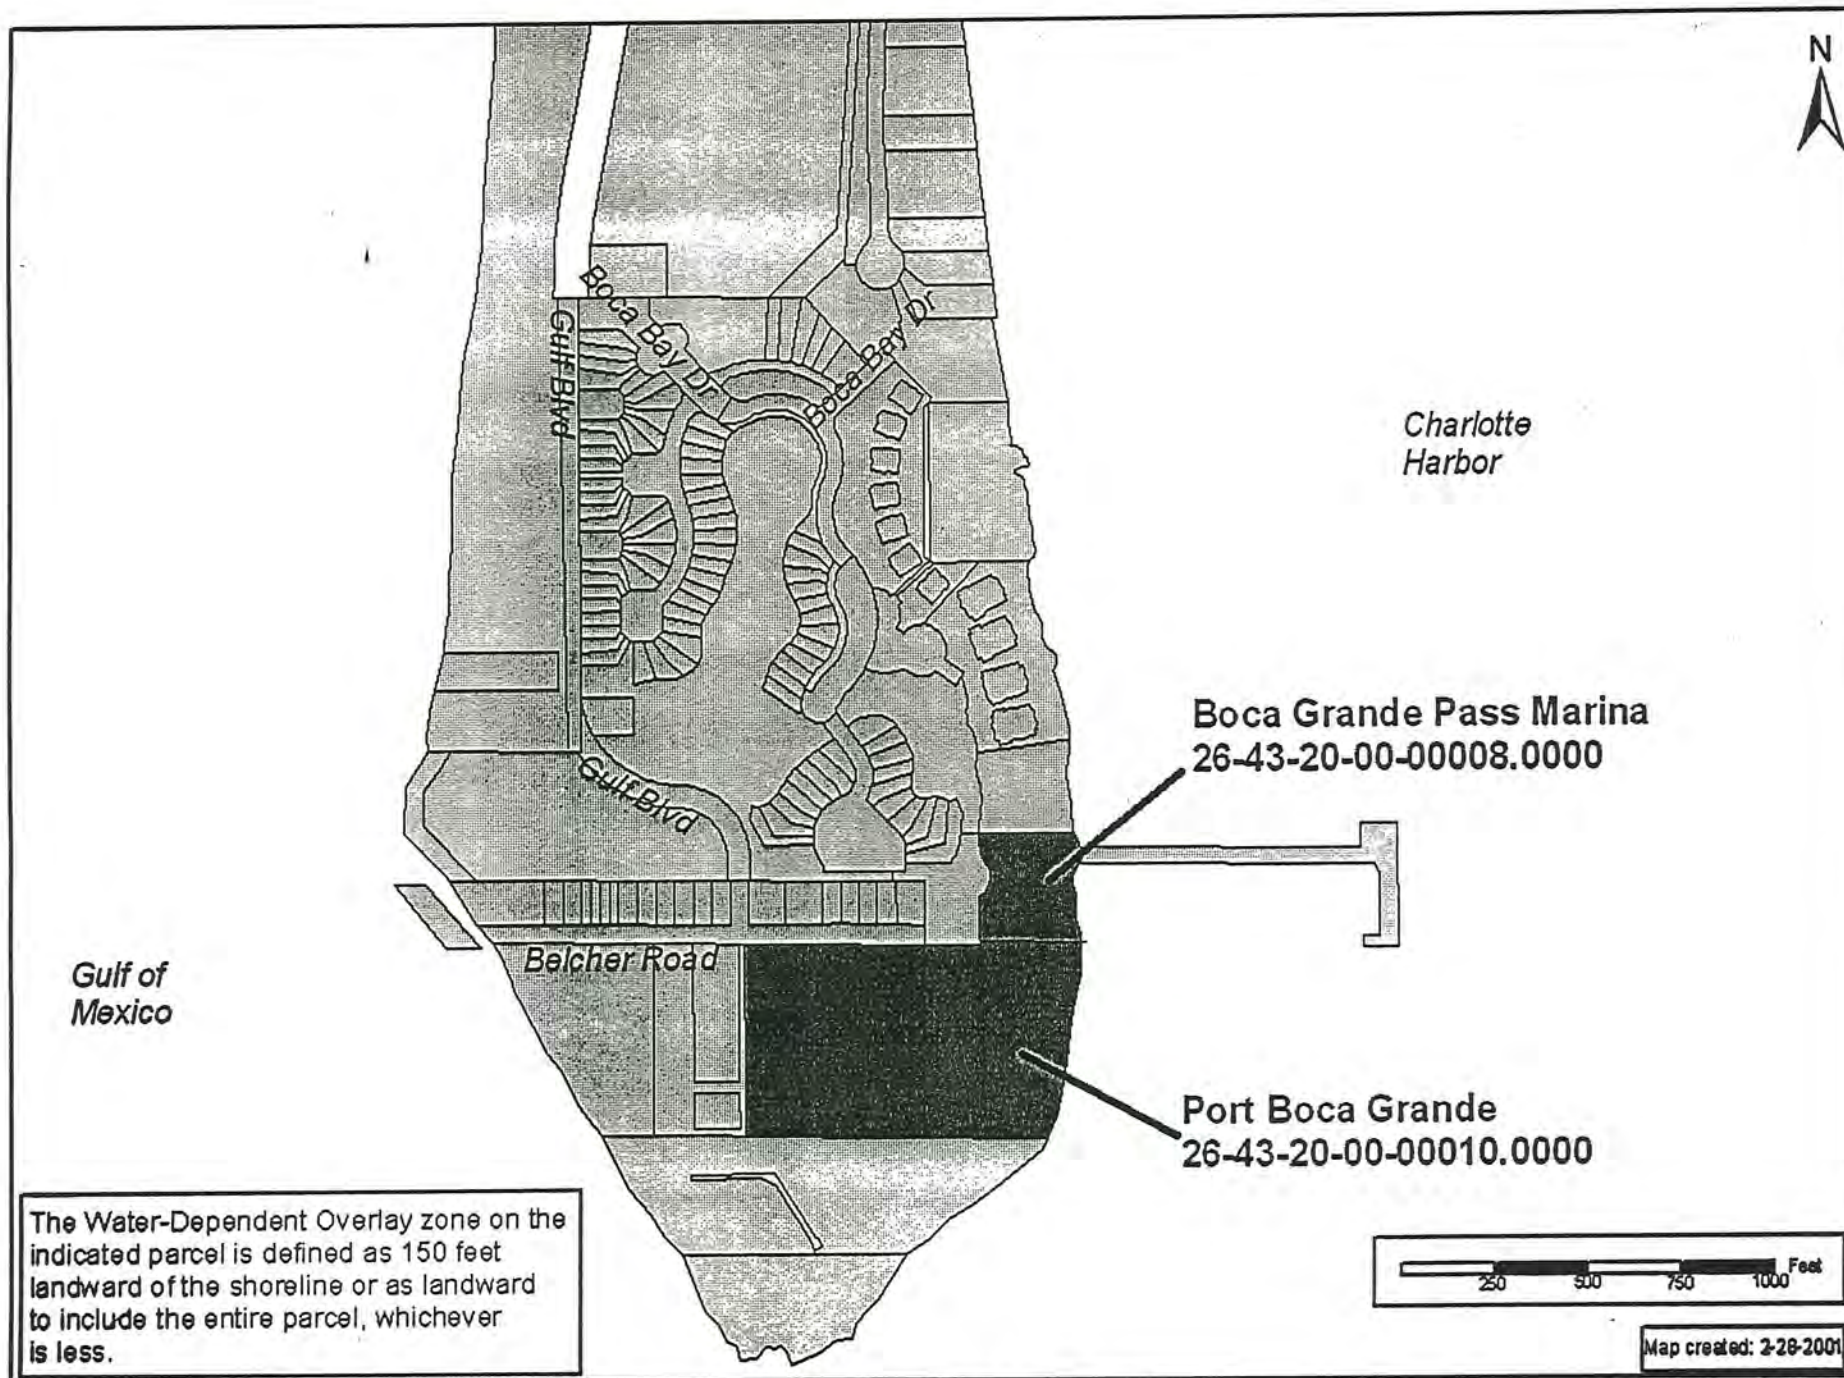 N
Boca Bay Dr
Boca Bay Dr
Gulf Blvd
Charlotte
Harbor
Boca Grande Pass Marina
26-43-20-00-00008.0000
Gulf Blvd
Belcher Road
Gulf of
Mexico
Port Boca Grande
26-43-20-00-00010.0000
The Water-Dependent Overlay zone on the
indicated parcel is defined as 150 feet
landward of the shoreline or as landward
to include the entire parcel, whichever
is less.
250 500 750 1000 Feet
Map created: 2-28-2001